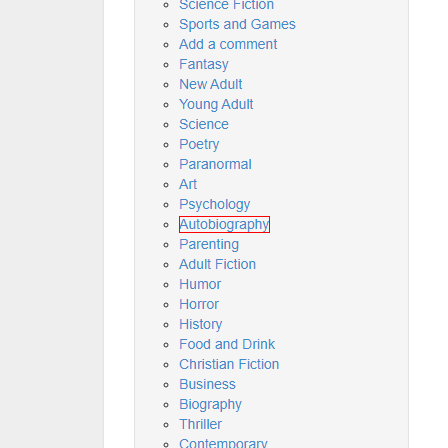 Science Fiction
Sports and Games
Add a comment
Fantasy
New Adult
Young Adult
Science
Poetry
Paranormal
Art
Psychology
Autobiography
Parenting
Adult Fiction
Humor
Horror
History
Food and Drink
Christian Fiction
Business
Biography
Thriller
Contemporary